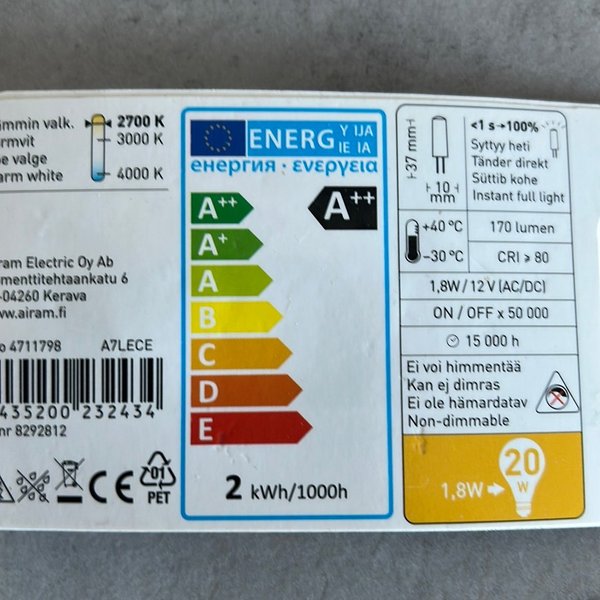 ämmin valk.
2700 K
rmvit
3000 K
e valge
arm white
4000 K
ram Electric Oy Ab
menttitehtaankatu 6
-04260 Kerava
w.airam.fi
o 4711798 A7LECE
435200 232434
nr 8292812
CE
01
PET
ENERG Y IJA
IE IA
енергия · ενεργεια
A++
A++
A+
A
B
C
D
E
2 kWh/1000h
37 mm
10
mm
<1 s→100%
Syttyy heti
Tänder direkt
Süttib kohe
Instant full light
+40 °C
-30 °C
170 lumen
CRI ≥ 80
1,8W / 12 V (AC/DC)
ON / OFF x 50 000
15 000 h
Ei voi himmentää
Kan ej dimras
Ei ole hämardatav
Non-dimmable
1,8W
20
W